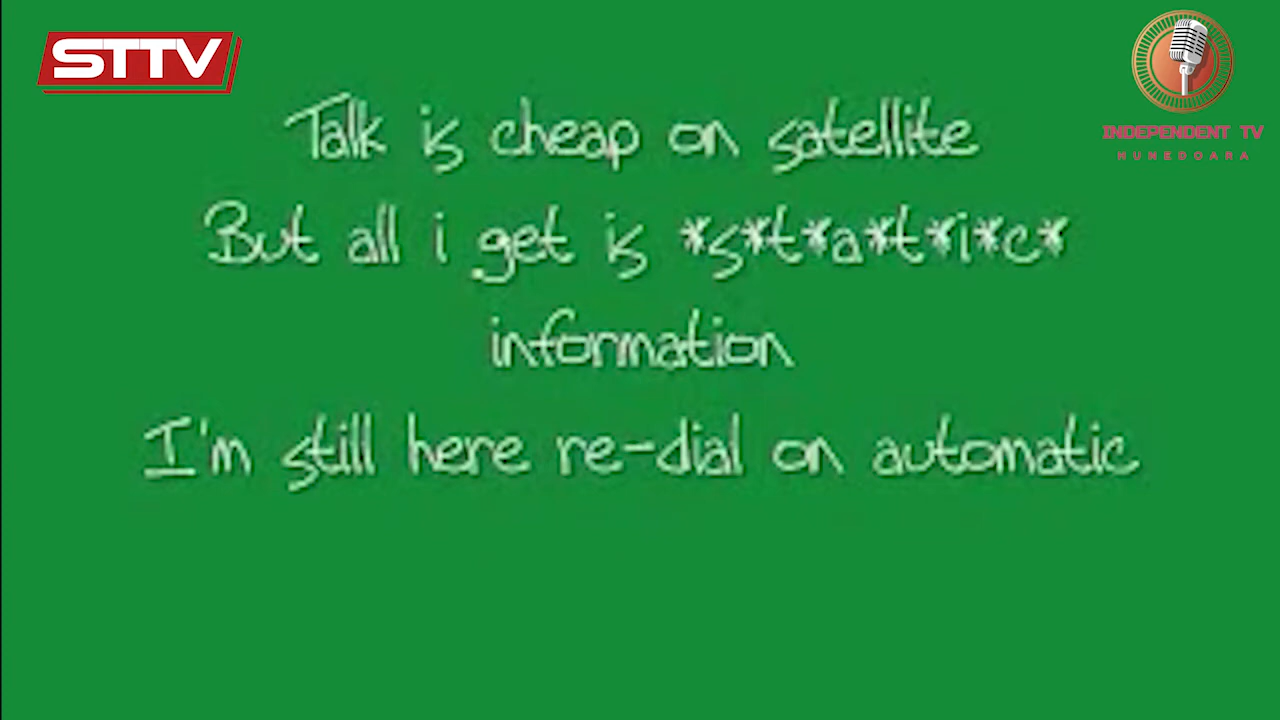 STTV
INDEPENDENT TV
HUNEDOARA
Talk is cheap on satellite
But all i get is *s*t*a*t*i*c*
information
I'm still here re-dial on automatic